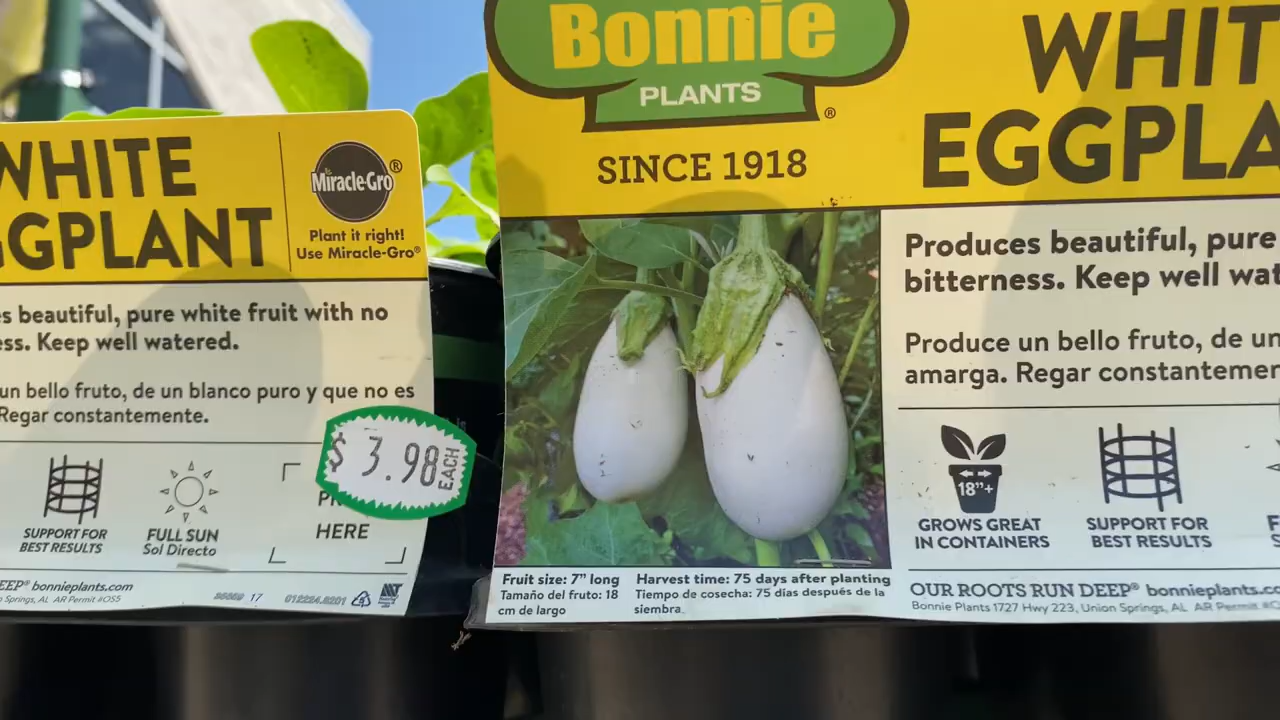 WHITE
GGPLANT
Miracle-Gro®
Plant it right!
Use Miracle-Gro®
s beautiful, pure white fruit with no
ess. Keep well watered.
un bello fruto, de un blanco puro y que no es
Regar constantemente.
$ 3.98 EACH
HERE
SUPPORT FOR
BEST RESULTS
FULL SUN
Sol Directo
EEP® bonnieplants.com
Springs, AL AR Permit #OS5
Bonnie
PLANTS®
SINCE 1918
WHIT
EGGPLA
Produces beautiful, pure
bitterness. Keep well wat
Produce un bello fruto, de un
amarga. Regar constantemen
18"+
GROWS GREAT
IN CONTAINERS
SUPPORT FOR
BEST RESULTS
Fruit size: 7" long
Tamaño del fruto: 18
cm de largo
Harvest time: 75 days after planting
Tiempo de cosecha: 75 días después de la
siembra.
OUR ROOTS RUN DEEP® bonnieplants.co
Bonnie Plants 1727 Hwy 223, Union Springs, AL AR Permit